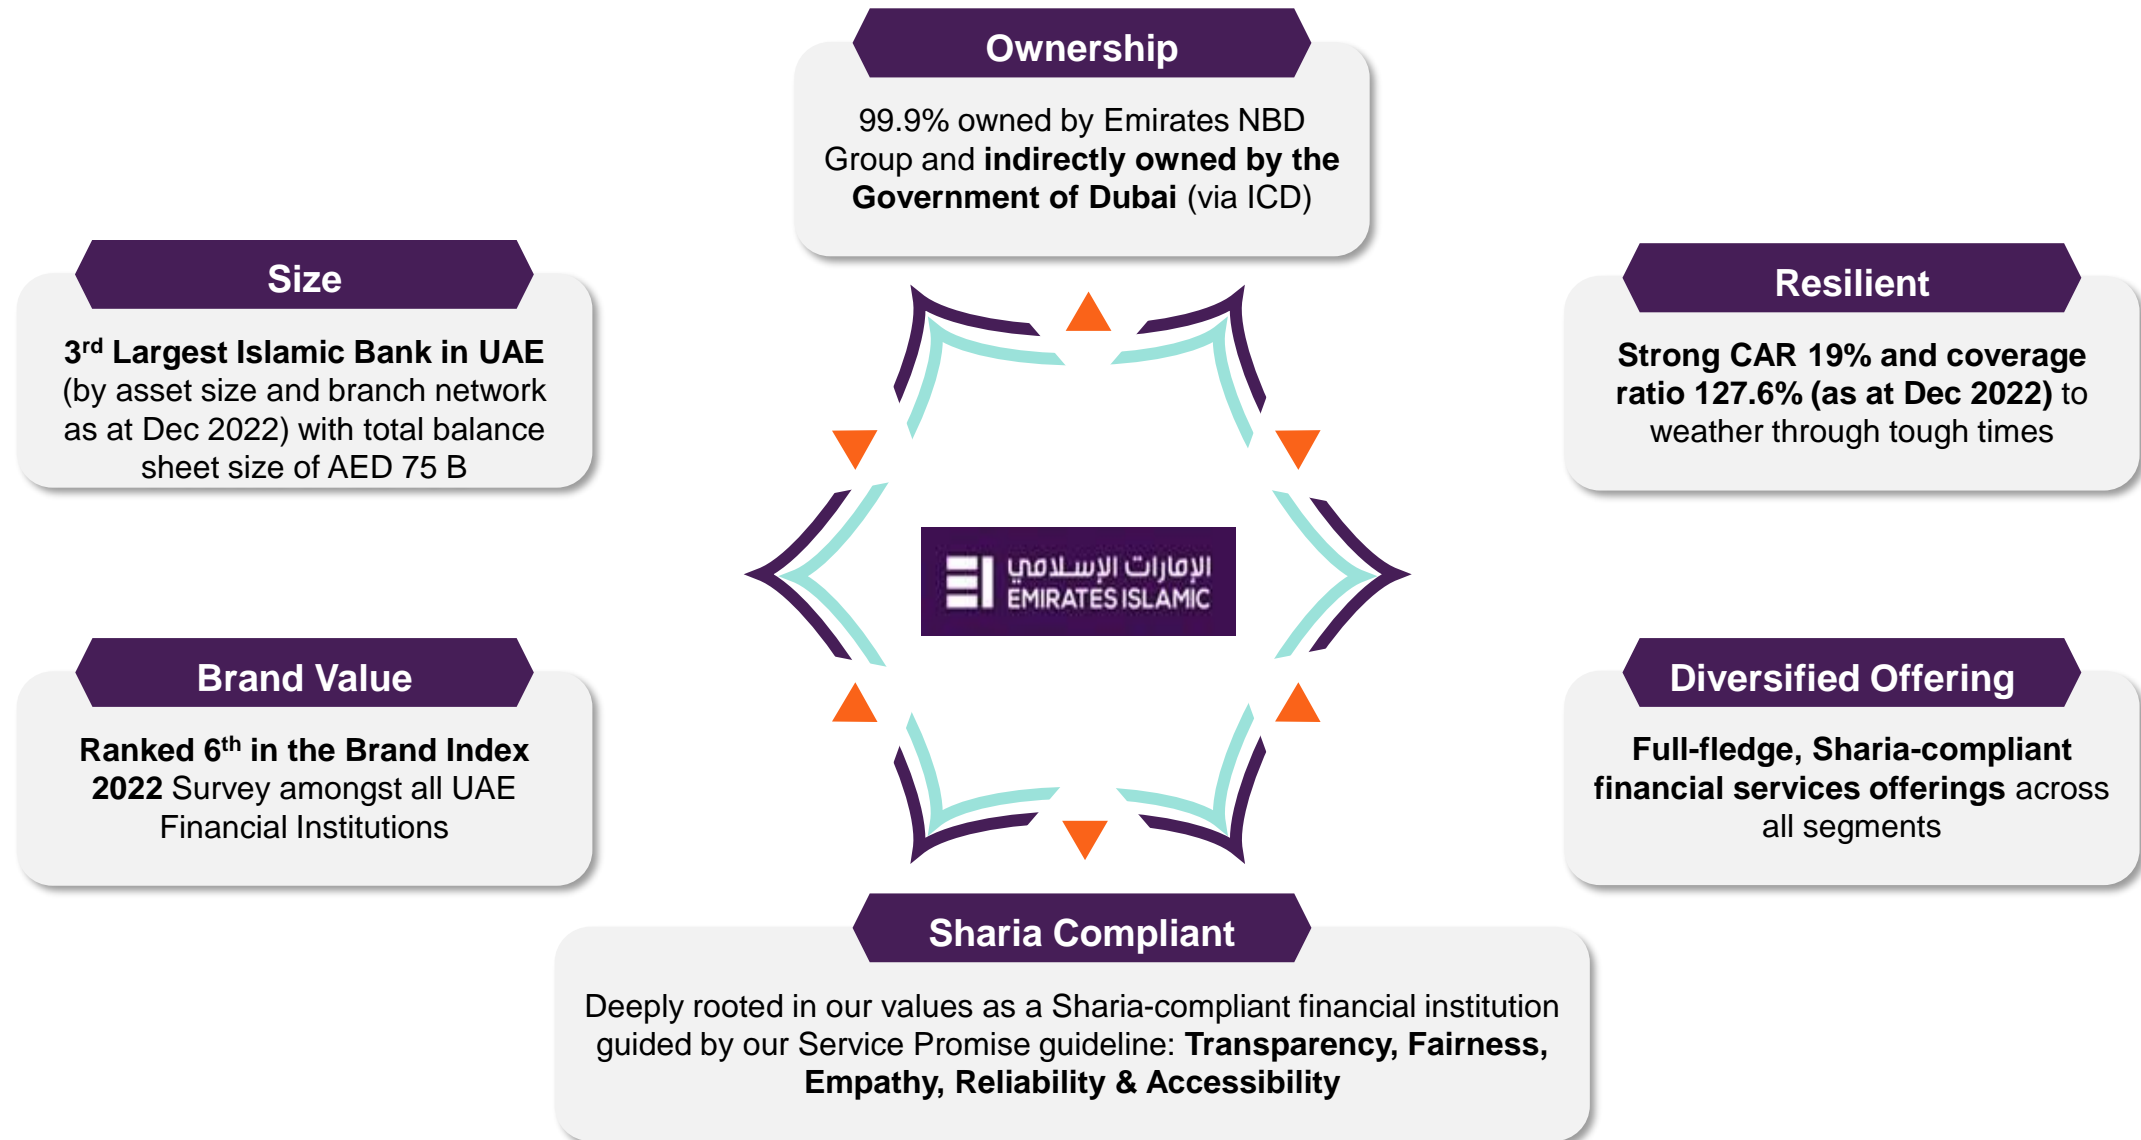 Ownership
99.9% owned by Emirates NBD
Group and indirectly owned by the
Government of Dubai (via ICD)
Size
3rd Largest Islamic Bank in UAE
(by asset size and branch network
as at Dec 2022) with total balance
sheet size of AED 75 B
Resilient
Strong CAR 19% and coverage
ratio 127.6% (as at Dec 2022) to
weather through tough times
الإمارات الإسلامي
EMIRATES ISLAMIC
Brand Value
Ranked 6th in the Brand Index
2022 Survey amongst all UAE
Financial Institutions
Diversified Offering
Full-fledge, Sharia-compliant
financial services offerings across
all segments
Sharia Compliant
Deeply rooted in our values as a Sharia-compliant financial institution
guided by our Service Promise guideline: Transparency, Fairness,
Empathy, Reliability & Accessibility